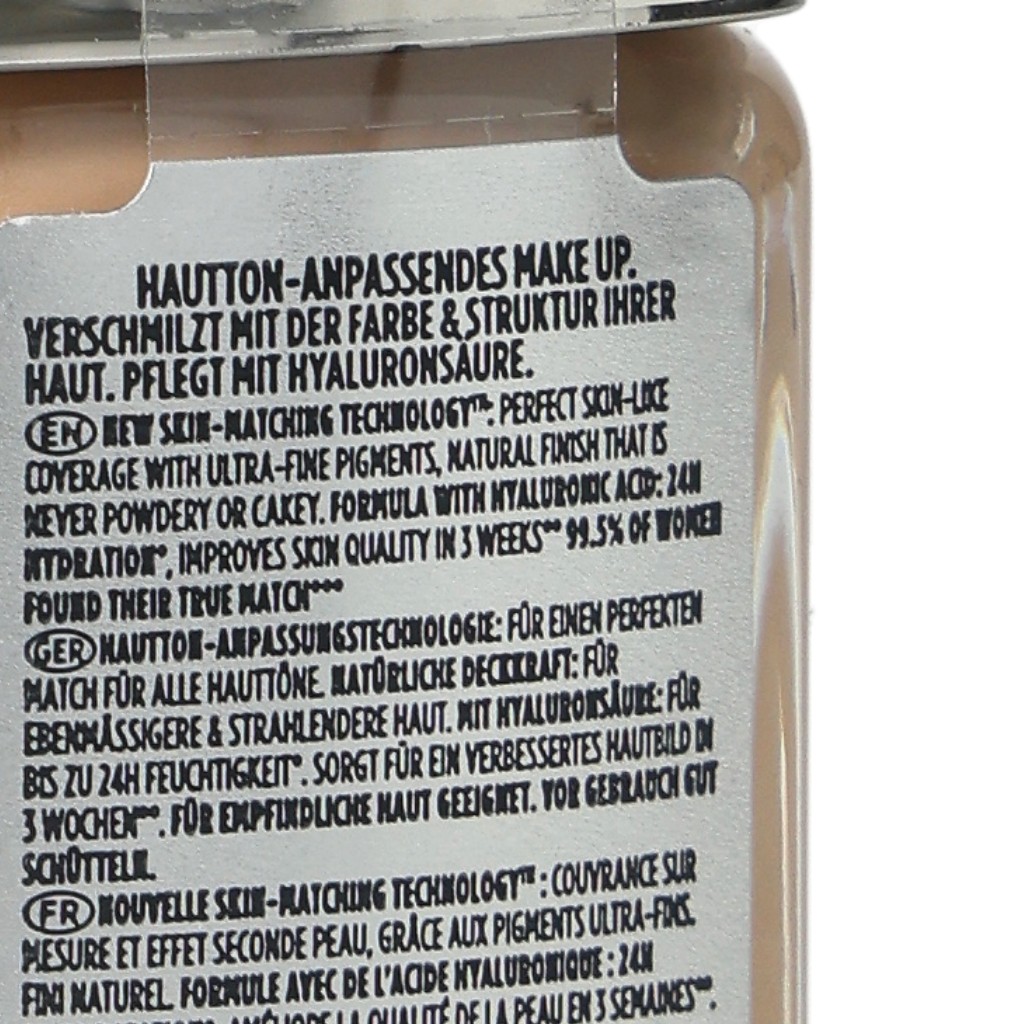 HAUTTON-ANPASSENDES MAKE UP.
VERSCHMILZT MIT DER FARBE & STRUKTUR IHRER
HAUT. PFLEGT MIT HYALURONSÄURE.
EN NEW SKIN-MATCHING TECHNOLOGY™: PERFECT SKIN-LIKE
COVERAGE WITH ULTRA-FINE PIGMENTS, NATURAL FINISH THAT IS
NEVER POWDERY OR CAKEY. FORMULA WITH HYALURONIC ACID: 24H
HYDRATION*, IMPROVES SKIN QUALITY IN 3 WEEKS** 99.5% OF WOMEN
FOUND THEIR TRUE MATCH***
GER HAUTTON-ANPASSUNGSTECHNOLOGIE: FÜR EINEN PERFEKTEN
MATCH FÜR ALLE HAUTTÖNE. NATÜRLICHE DECKKRAFT: FÜR
EBENMÄSSIGERE & STRAHLENDERE HAUT. MIT HYALURONSÄURE: FÜR
BIS ZU 24H FEUCHTIGKEIT*. SORGT FÜR EIN VERBESSERTES HAUTBILD IN
3 WOCHEN**. FÜR EMPFINDLICHE HAUT GEEIGNET. VOR GEBRAUCH GUT
SCHÜTTELN.
FR NOUVELLE SKIN-MATCHING TECHNOLOGY™ : COUVRANCE SUR
MESURE ET EFFET SECONDE PEAU, GRÂCE AUX PIGMENTS ULTRA-FINS.
FINI NATUREL. FORMULE AVEC DE L'ACIDE HYALURONIQUE : 24H
AMÉLIORE LA QUALITÉ DE LA PEAU EN 3 SEMAINES**.